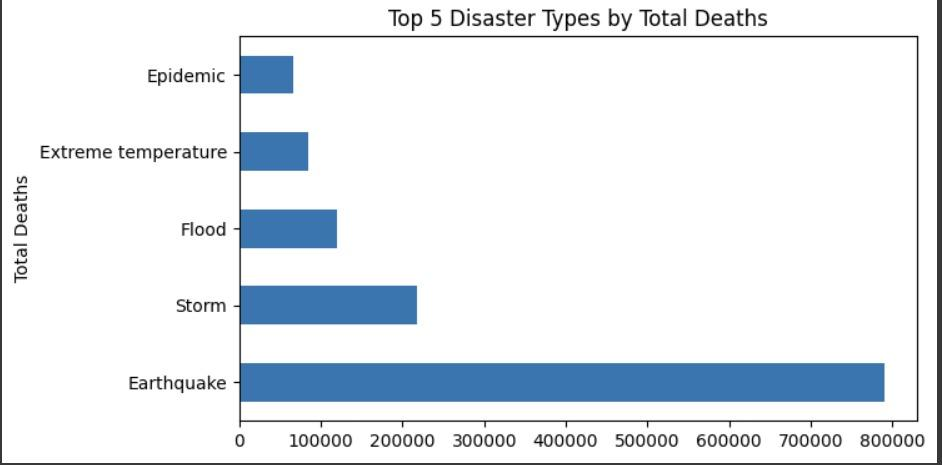 Top 5 Disaster Types by Total Deaths
Epidemic
Extreme temperature
Flood
Storm
Earthquake
Total Deaths
0 100000 200000 300000 400000 500000 600000 700000 800000